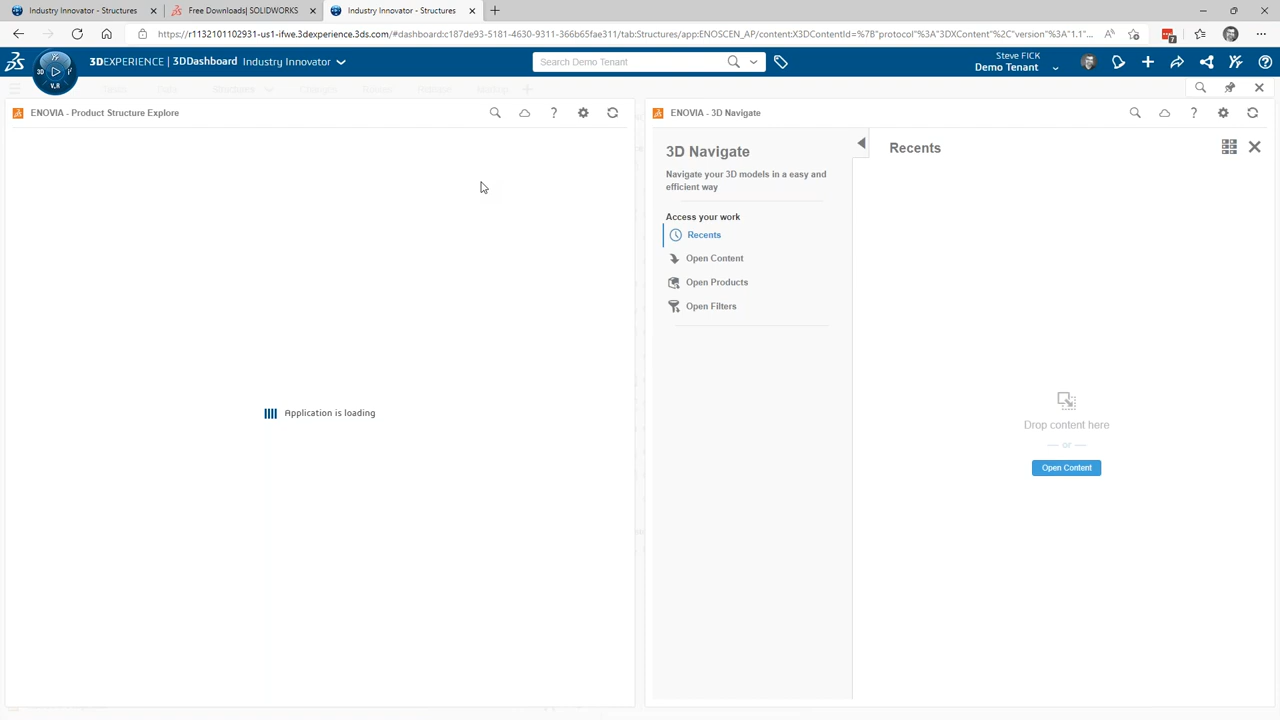 Industry Innovator - Structures
Free Downloads| SOLIDWORKS
Industry Innovator - Structures
https://r1132101102931-us1-ifwe.3dexperience.3ds.com/#dashboard:c187de93-5181-4630-9311-366b65fae311/tab:Structures/app:ENOSCEN_AP/content:X3DContentId=%7B"protocol"%3A"3DXContent"%2C"version"%3A"1.1"...
3DEXPERIENCE | 3DDashboard Industry Innovator
Search Demo Tenant
Steve FICK
Demo Tenant
3D
V.R
7
ENOVIA - Product Structure Explore
ENOVIA - 3D Navigate
3D Navigate
Navigate your 3D models in a easy and
efficient way
Access your work
Recents
Open Content
Open Products
Open Filters
Recents
Application is loading
Drop content here
or
Open Content